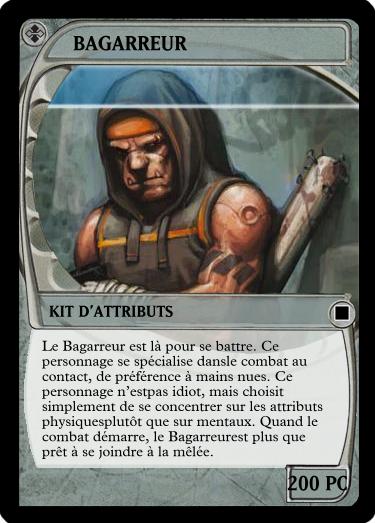 BAGARREUR
KIT D'ATTRIBUTS
Le Bagarreur est là pour se battre. Ce
personnage se spécialise dansle combat au
contact, de préférence à mains nues. Ce
personnage n'estpas idiot, mais choisit
simplement de se concentrer sur les attributs
physiquesplutôt que sur mentaux. Quand le
combat démarre, le Bagarreurest plus que
prêt à se joindre à la mêlée.
200 PC